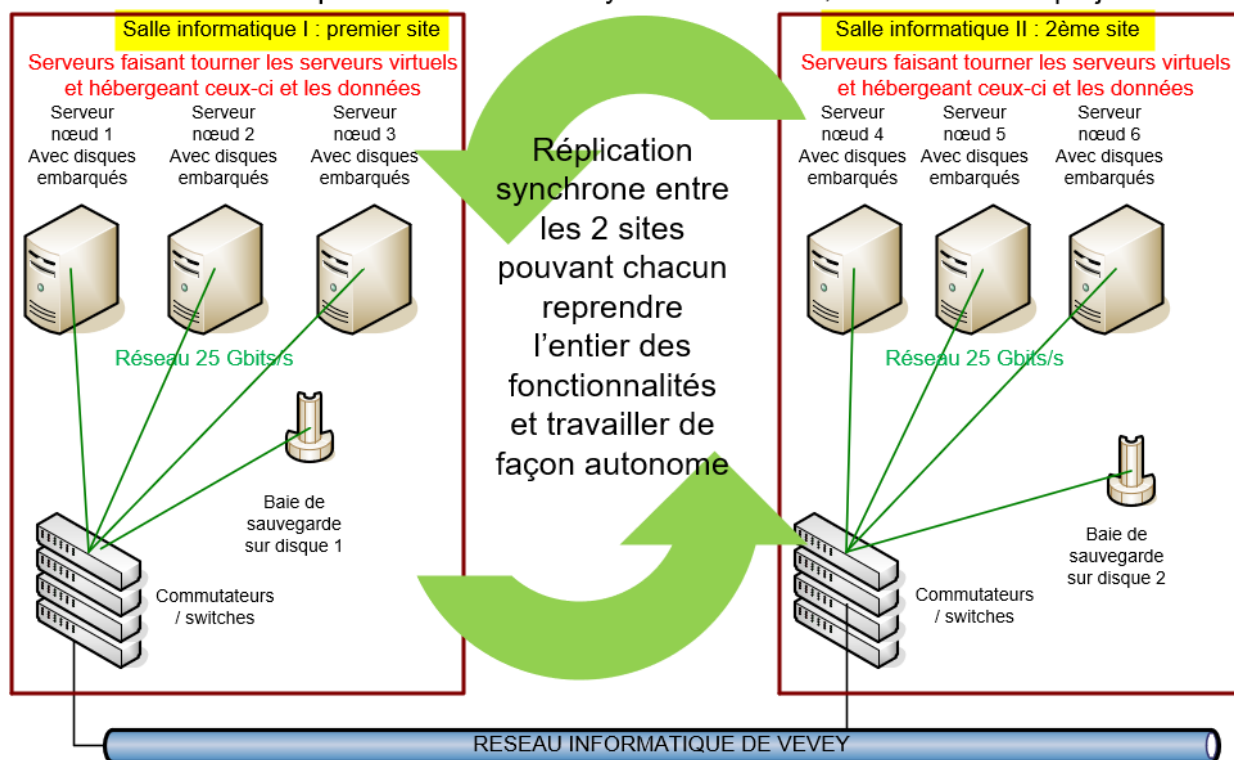 Salle informatique I : premier site
Serveurs faisant tourner les serveurs virtuels
et hébergeant ceux-ci et les données
Serveur
nœud 1
Avec disques
embarqués
Serveur
nœud 2
Avec disques
embarqués
Serveur
nœud 3
Avec disques
embarqués
Réseau 25 Gbits/s
Baie de
sauvegarde
sur disque 1
Commutateurs
/ switches
Réplication
synchrone entre
les 2 sites
pouvant chacun
reprendre
l’entier des
fonctionnalités
et travailler de
façon autonome
Salle informatique II : 2ème site
Serveurs faisant tourner les serveurs virtuels
et hébergeant ceux-ci et les données
Serveur
nœud 4
Avec disques
embarqués
Serveur
nœud 5
Avec disques
embarqués
Serveur
nœud 6
Avec disques
embarqués
Réseau 25 Gbits/s
Baie de
sauvegarde
sur disque 2
Commutateurs
/ switches
RESEAU INFORMATIQUE DE VEVEY